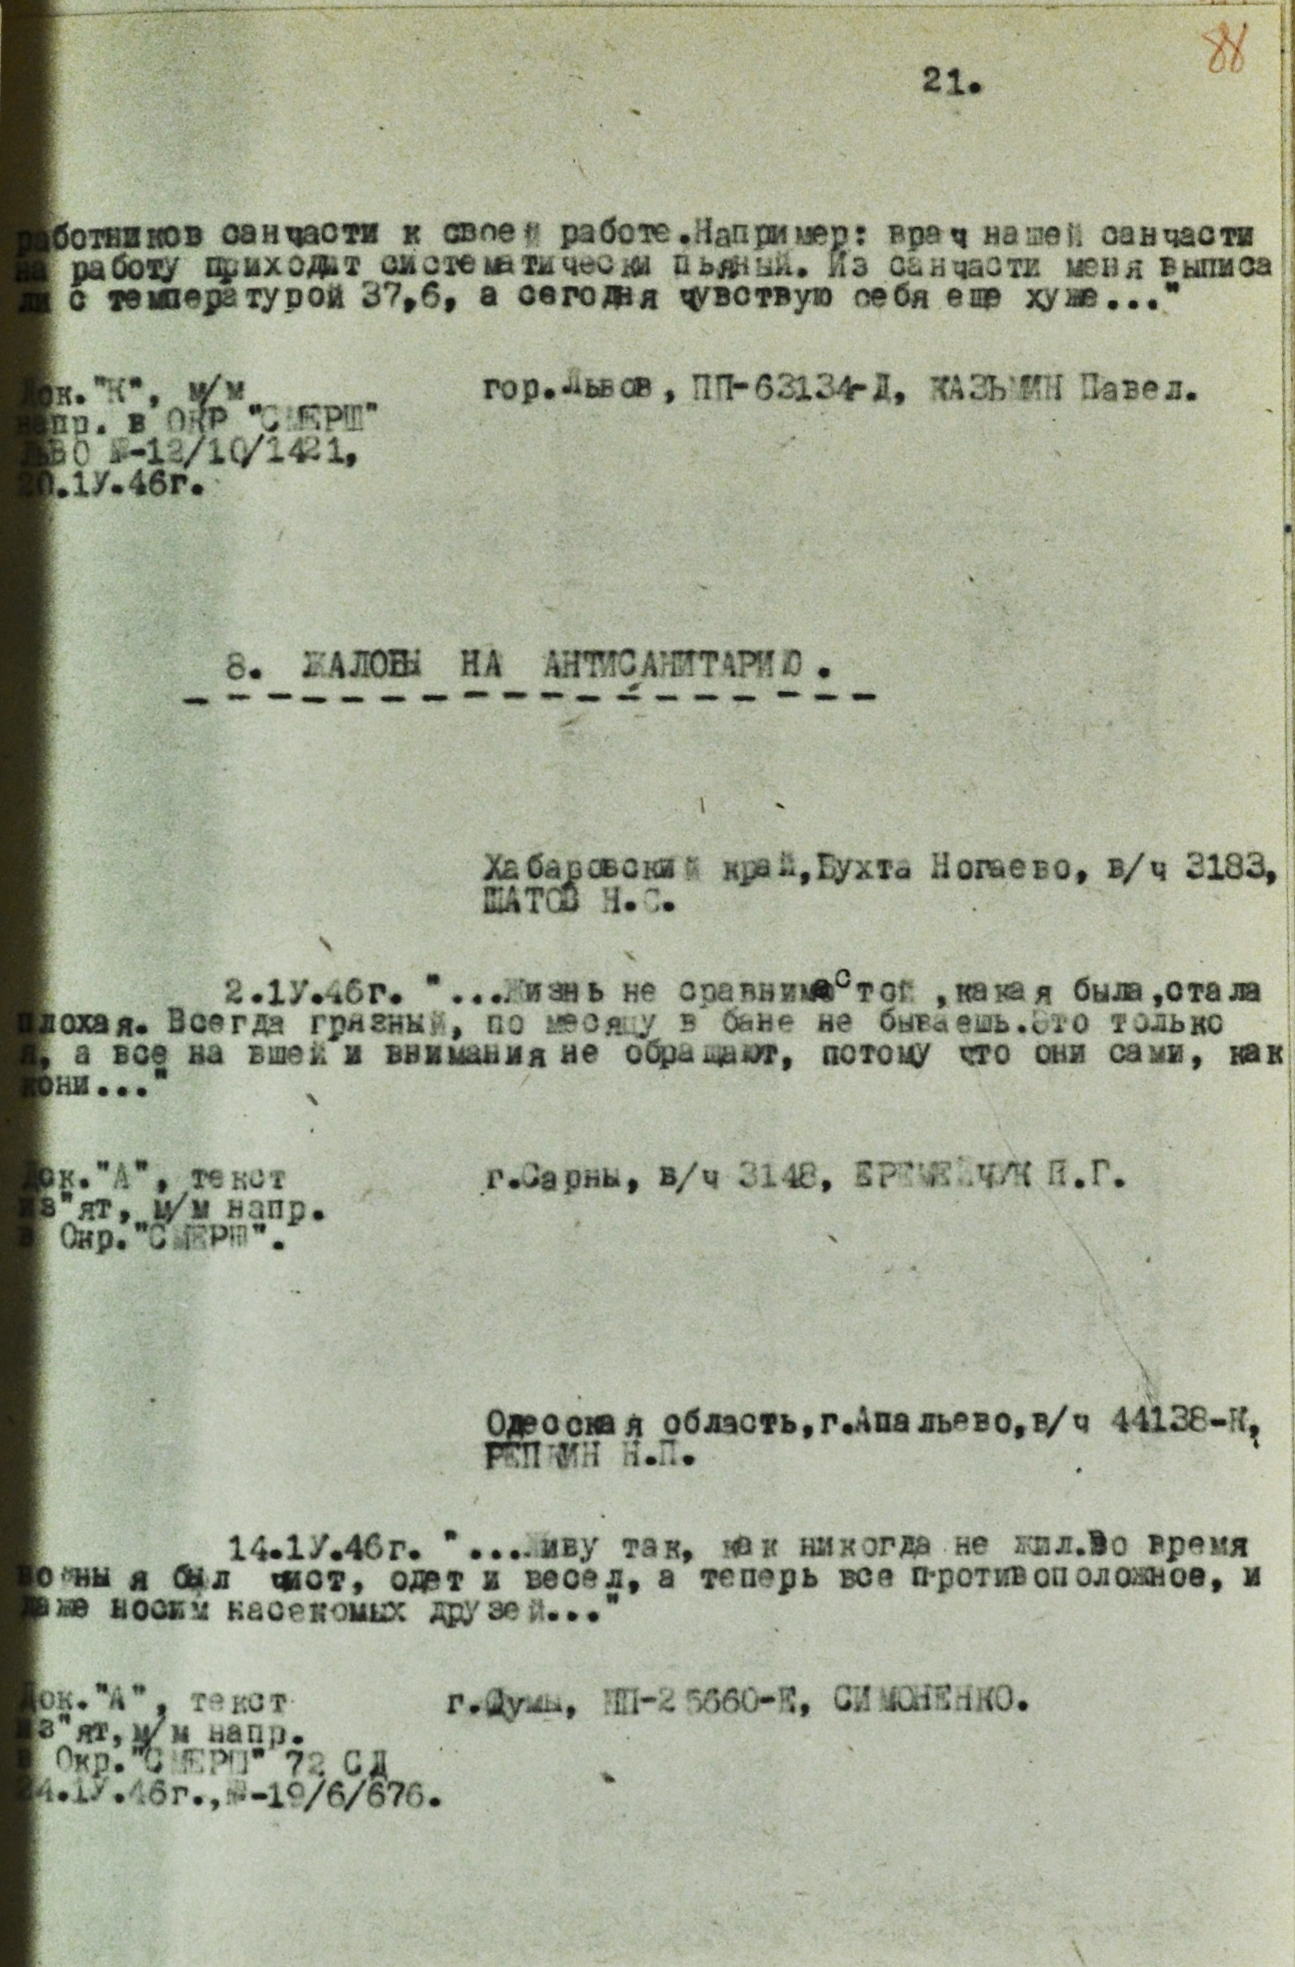 88
21.
работников санчасти к своей работе.Например: врач нашей санчасти
на работу приходит систематически пьяный. Из санчасти меня выписа
ли с температурой 37,6, а сегодня чувствую себя еще хуже..."
Док."К", м/м
напр. в ОКР "СМЕРШ"
ЛЬВО №-12/10/1421,
20.1У.46г.
гор.Львов, ПП-63134-Д, КАЗЬМИН Павел.
8. ЖАЛОБЫ НА АНТИСАНИТАРИЮ.
Хабаровский край,Бухта Ногаево, в/ч 3183,
ШАТОВ Н.С.
2.1У.46г. "...Жизнь не сравнима с той ,какая была,стала
плохая. Всегда грязный, по месяцу в бане не бываешь.Это только
я, а все на вшей и внимания не обращают, потому что они сами, как
кони..."
Док."А", текст
из"ят, м/м напр.
в Окр."СМЕРШ".
г.Сарны, в/ч 3148, ЕРЕМЕЙЧУК П.Г.
Одесская область,г.Апальево,в/ч 44138-К,
РЕПКИН Н.П.
14.1У.46г. "...Живу так, как никогда не жил.Во время
войны я был чист, одет и весел, а теперь все противоположное, и
даже носим насекомых друзей..."
Док."А", текст
из"ят,м/м напр.
в Окр."СМЕРШ" 72 СД
24.1У.46г.,№-19/6/676.
г.Сумы, ПП-25660-Е, СИМОНЕНКО.